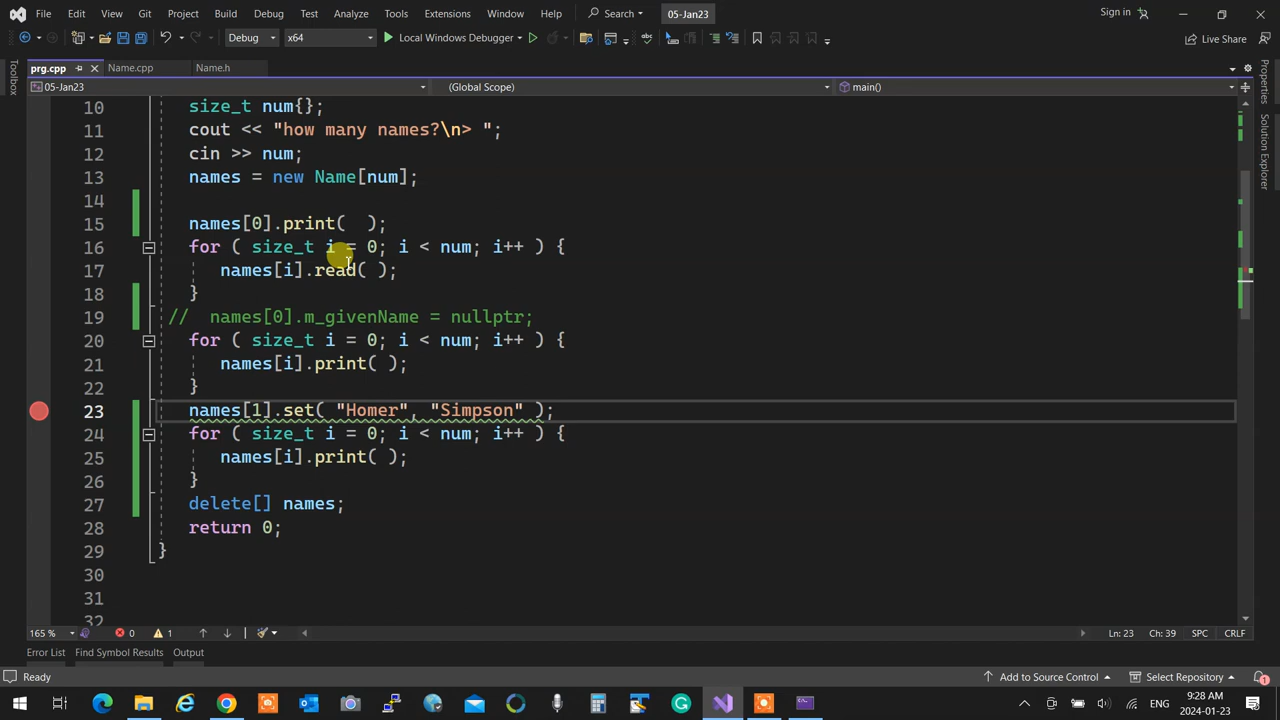 File Edit View Git Project Build Debug Test Analyze Tools Extensions Window Help Search 05-Jan23 Sign in
Debug x64 Local Windows Debugger Live Share
prg.cpp Name.cpp Name.h
05-Jan23 (Global Scope) main()
Toolbox
Properties
Solution Explorer
10 size_t num{};
11 cout << "how many names?\n> ";
12 cin >> num;
13 names = new Name[num];
14
15 names[0].print(  );
16 for ( size_t i = 0; i < num; i++ ) {
17 names[i].read( );
18 }
19 //  names[0].m_givenName = nullptr;
20 for ( size_t i = 0; i < num; i++ ) {
21 names[i].print( );
22 }
23 names[1].set( "Homer", "Simpson" );
24 for ( size_t i = 0; i < num; i++ ) {
25 names[i].print( );
26 }
27 delete[] names;
28 return 0;
29 }
30
31
32
165 % 0 1 Ln: 23 Ch: 39 SPC CRLF
Error List Find Symbol Results Output
Ready Add to Source Control Select Repository 1
ENG 9:28 AM
2024-01-23